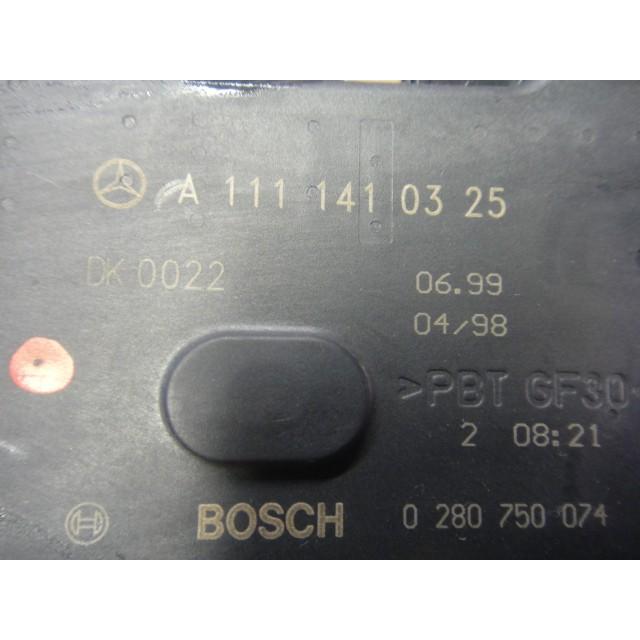 A 111 141 03 25
DK 0022
06.99
04/98
>PBT GF30
2 08:21
BOSCH 0 280 750 074